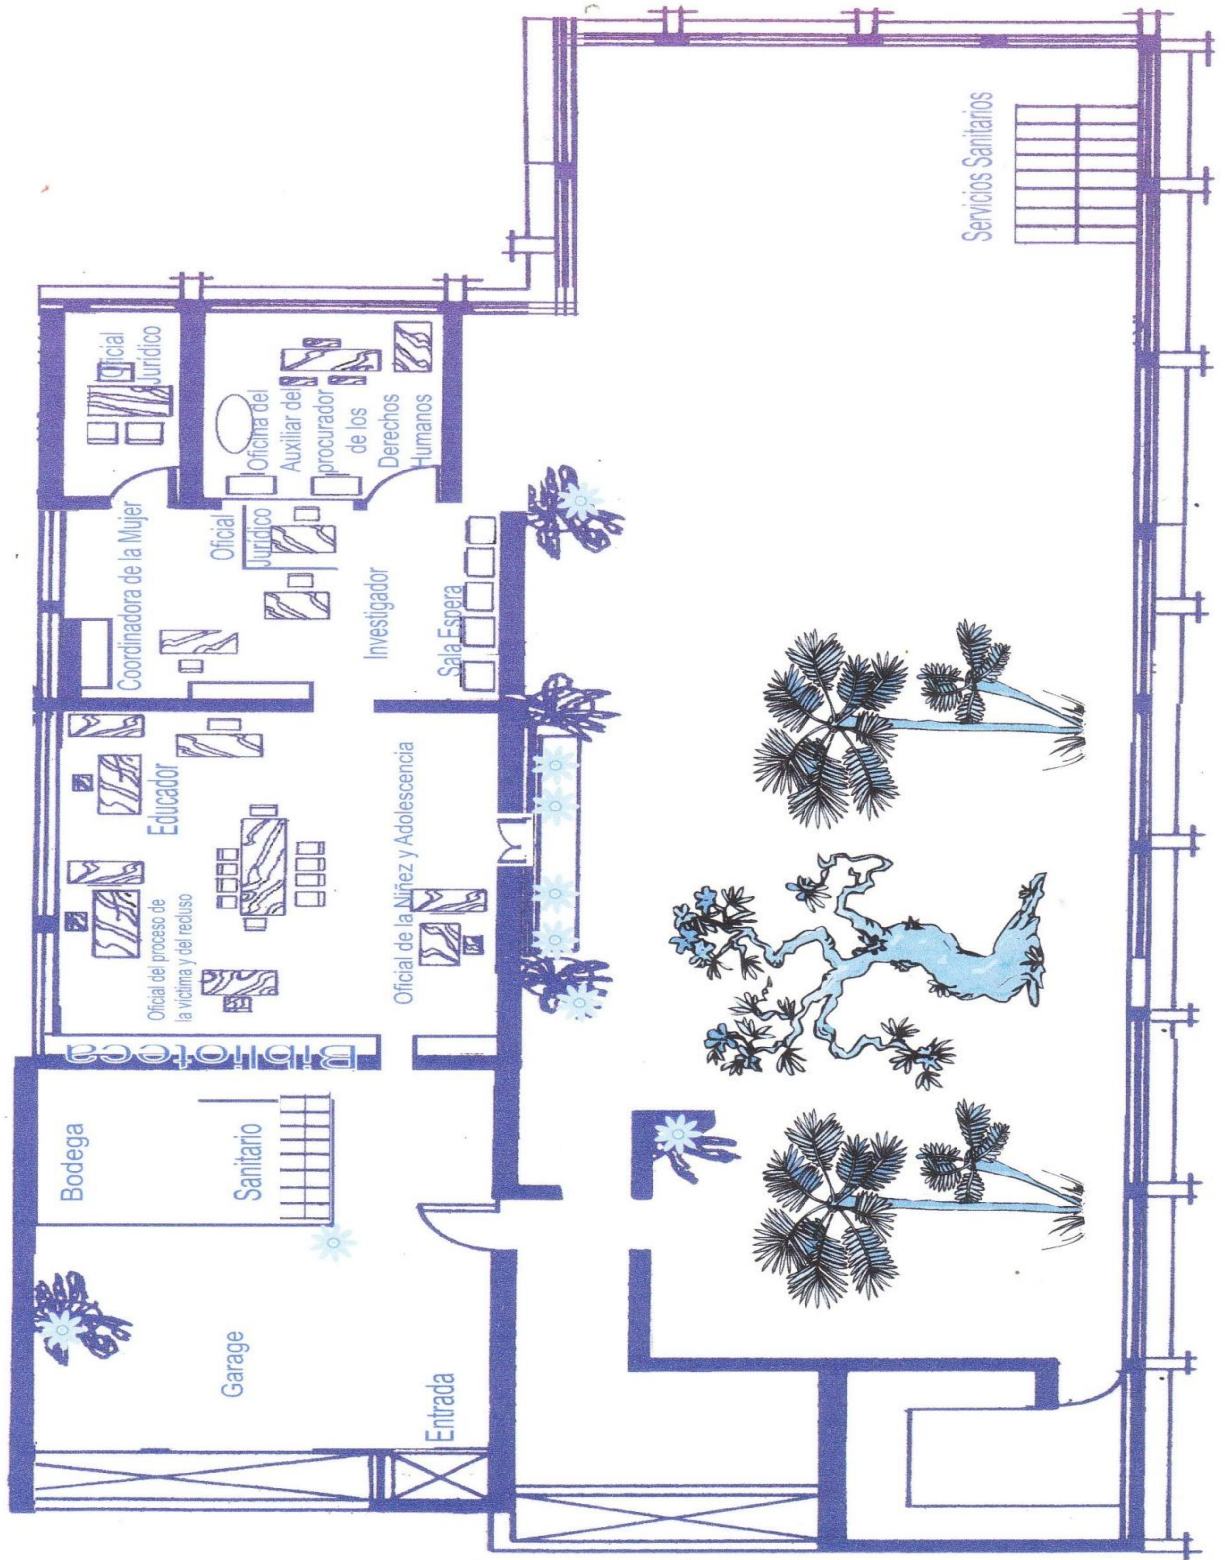 Servicios Sanitarios
Oficial
Jurídico
Oficina del
Auxiliar del
procurador
de los
Derechos
Humanos
Coordinadora de la Mujer
Oficial
Jurídico
Investigador
Sala Espera
Educador
Oficial del proceso de
la víctima y del recluso
Oficial de la Niñez y Adolescencia
Biblioteca
Bodega
Sanitario
Garage
Entrada